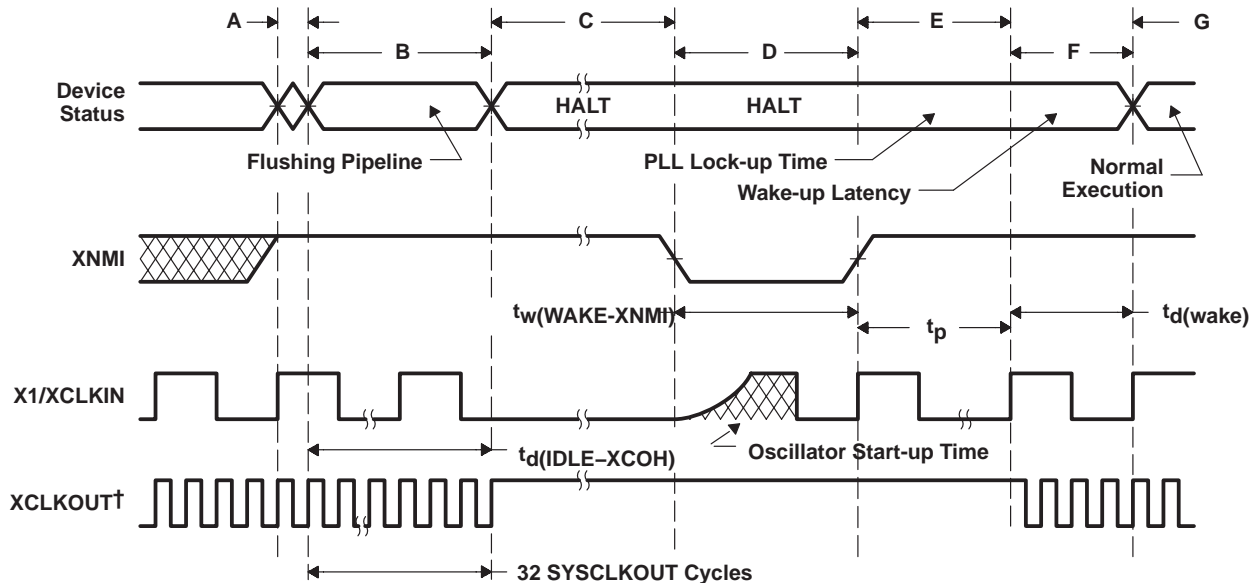 A
B
C
D
E
F
G
Device
Status
HALT
HALT
Flushing Pipeline
PLL Lock-up Time
Wake-up Latency
Normal
Execution
XNMI
tw(WAKE-XNMI)
tp
td(wake)
X1/XCLKIN
Oscillator Start-up Time
td(IDLE–XCOH)
XCLKOUT†
32 SYSCLKOUT Cycles